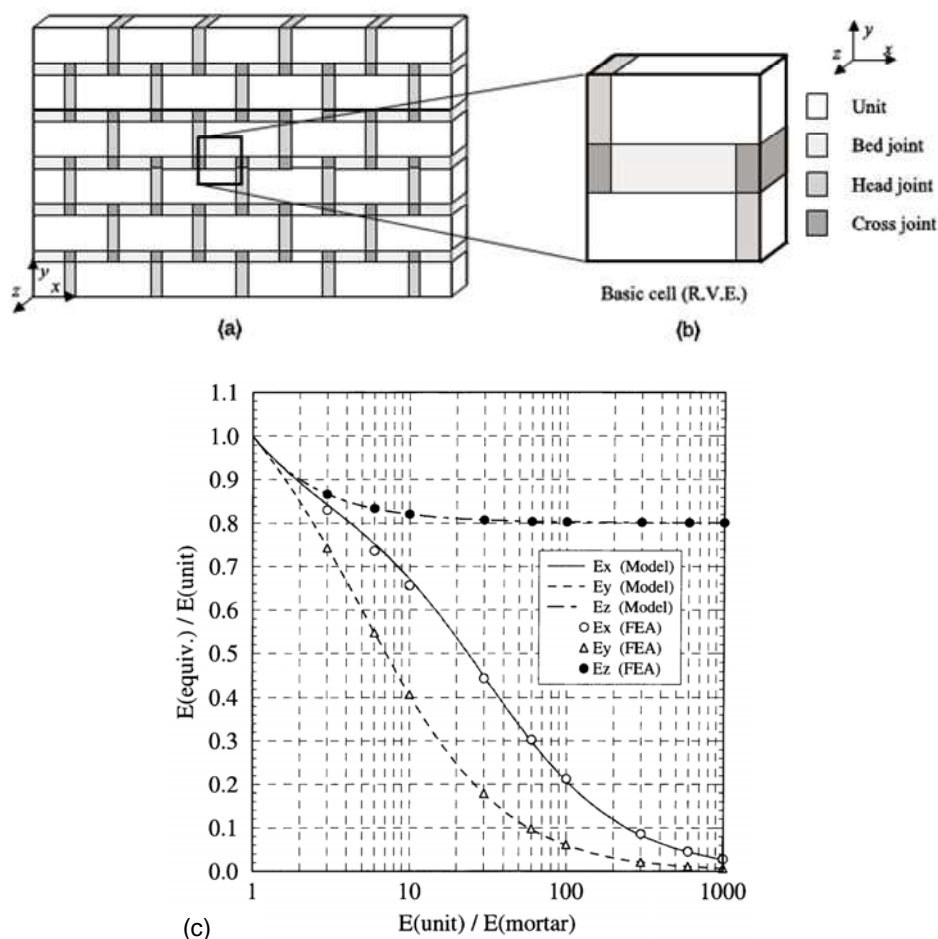 y
x
z
Unit
Bed joint
Head joint
Cross joint
y
z
x
(a)
Basic cell (R.V.E.)
(b)
1.1
1.0
0.9
0.8
0.7
0.6
0.5
0.4
0.3
0.2
0.1
0.0
E(equiv.) / E(unit)
Ex (Model)
Ey (Model)
Ez (Model)
Ex (FEA)
Ey (FEA)
Ez (FEA)
1 10 100 1000
E(unit) / E(mortar)
(c)